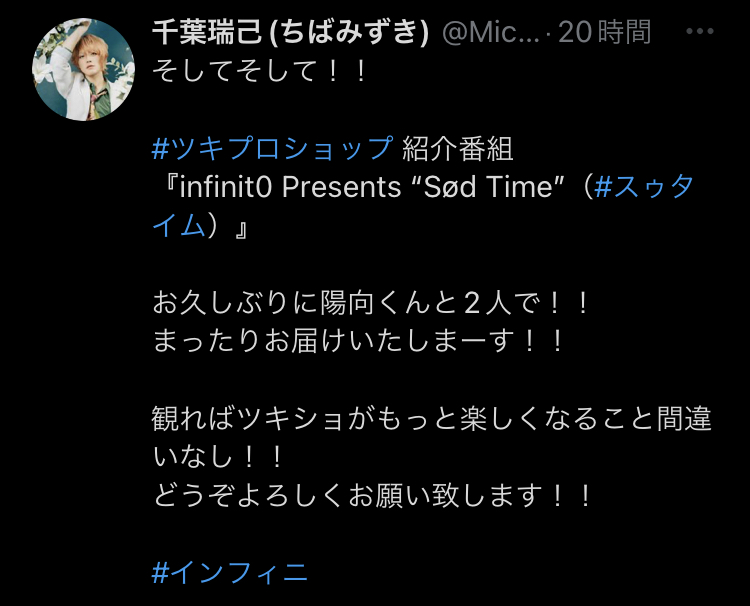 千葉瑞己(ちばみずき) @Mic... · 20時間 ...
そしてそして！！
#ツキプロショップ 紹介番組
『infinit0 Presents “Sød Time”（#スゥタ
イム）』
お久しぶりに陽向くんと2人で！！
まったりお届けいたしまーす！！
観ればツキショがもっと楽しくなること間違
いなし！！
どうぞよろしくお願い致します！！
#インフィニ